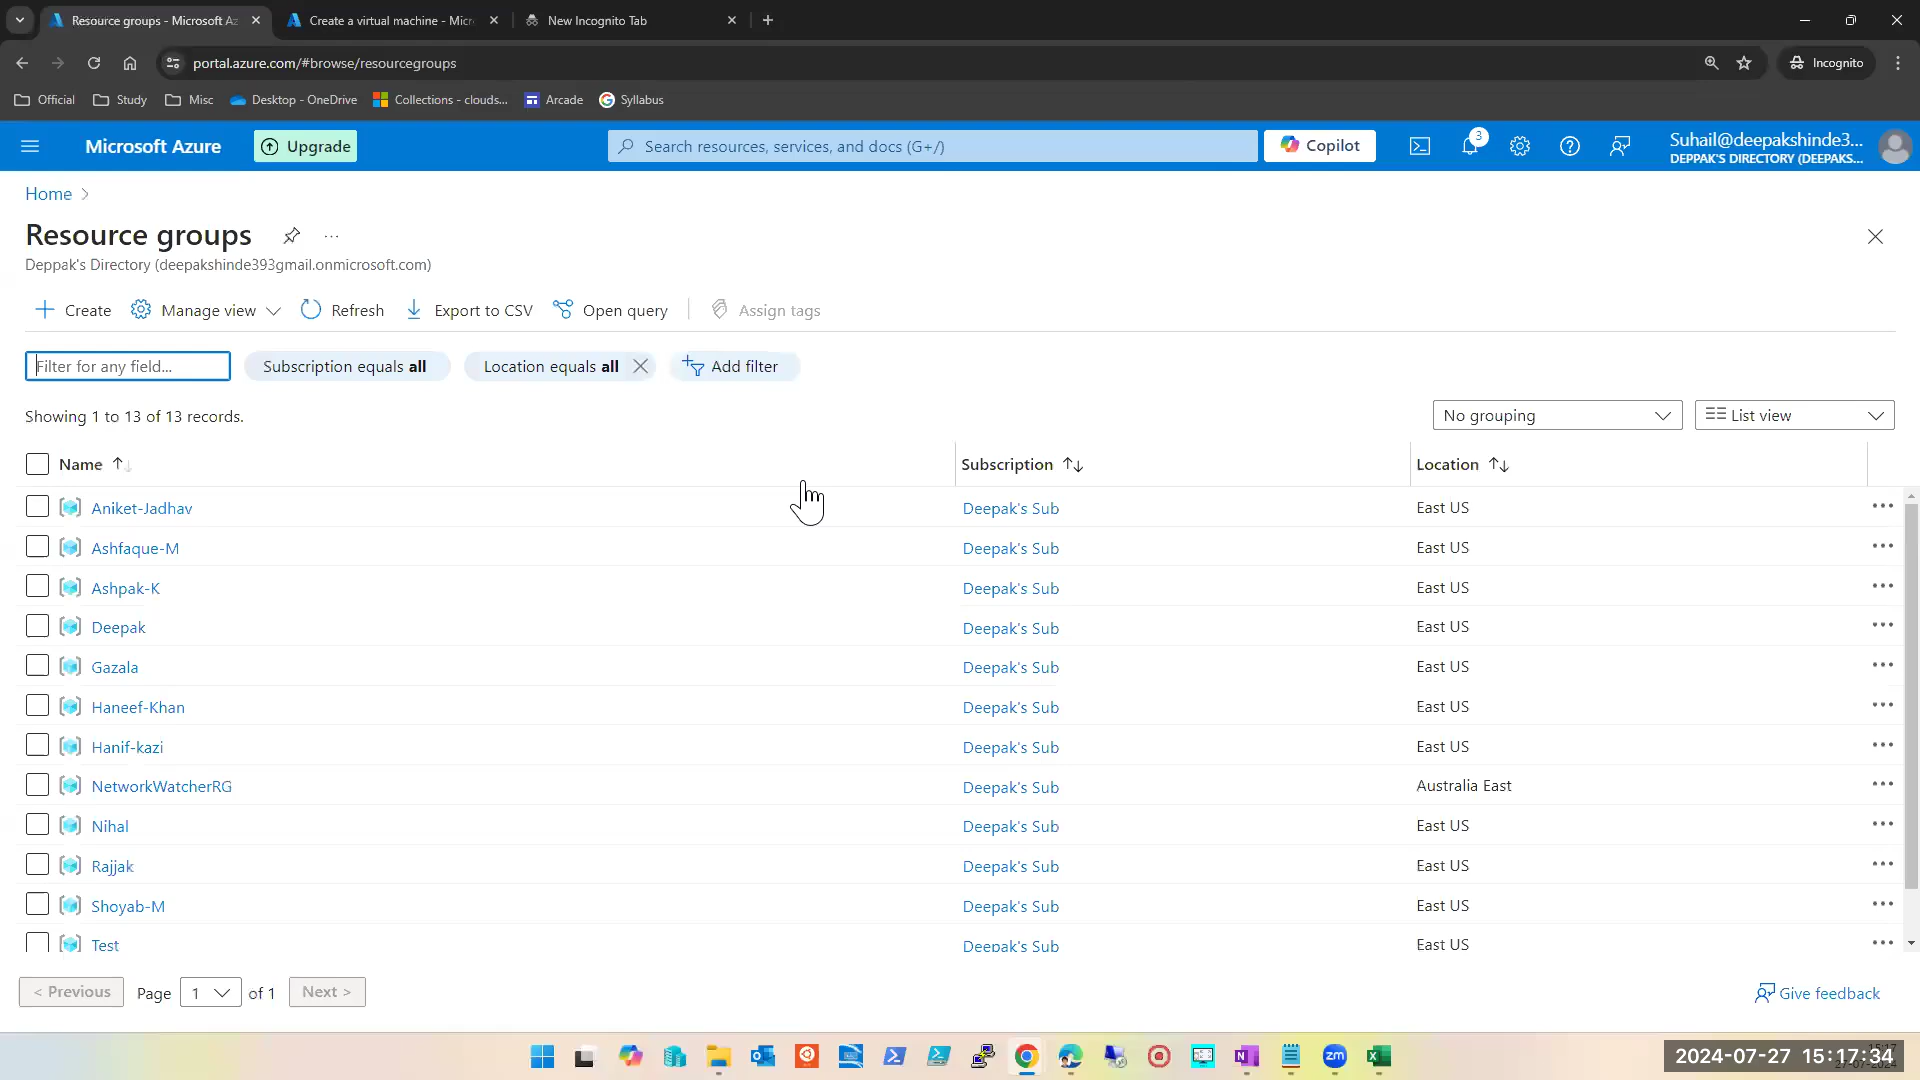 Resource groups - Microsoft Az
Create a virtual machine - Micr
New Incognito Tab
portal.azure.com/#browse/resourcegroups
Incognito
Official
Study
Misc
Desktop - OneDrive
Collections - clouds...
Arcade
Syllabus
Microsoft Azure
Upgrade
Search resources, services, and docs (G+/)
Copilot
3
Suhail@deepakshinde3...
DEPPAK'S DIRECTORY (DEEPAKS...
Home
Resource groups
Deppak's Directory (deepakshinde393gmail.onmicrosoft.com)
Create
Manage view
Refresh
Export to CSV
Open query
Assign tags
Filter for any field...
Subscription equals all
Location equals all
Add filter
Showing 1 to 13 of 13 records.
No grouping
List view
Name
Subscription
Location
Aniket-Jadhav Deepak's Sub East US
Ashfaque-M Deepak's Sub East US
Ashpak-K Deepak's Sub East US
Deepak Deepak's Sub East US
Gazala Deepak's Sub East US
Haneef-Khan Deepak's Sub East US
Hanif-kazi Deepak's Sub East US
NetworkWatcherRG Deepak's Sub Australia East
Nihal Deepak's Sub East US
Rajjak Deepak's Sub East US
Shoyab-M Deepak's Sub East US
Test Deepak's Sub East US
< Previous
Page 1 of 1
Next >
Give feedback
2024-07-27 15:17:34